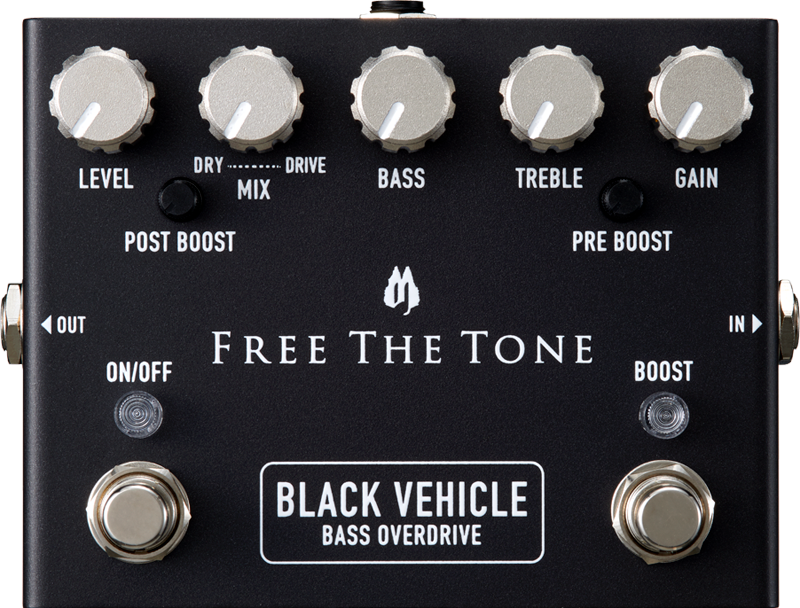 LEVEL
DRY DRIVE
MIX
BASS
TREBLE
GAIN
POST BOOST
PRE BOOST
OUT
IN
FREE THE TONE
ON/OFF
BOOST
BLACK VEHICLE
BASS OVERDRIVE